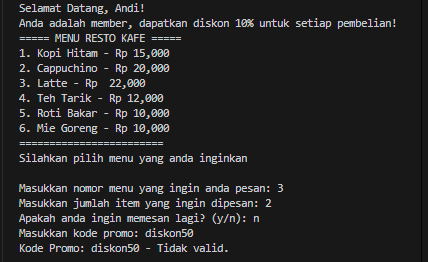 Selamat Datang, Andi!
Anda adalah member, dapatkan diskon 10% untuk setiap pembelian!
===== MENU RESTO KAFE =====
1. Kopi Hitam - Rp 15,000
2. Cappuchino - Rp 20,000
3. Latte - Rp  22,000
4. Teh Tarik - Rp 12,000
5. Roti Bakar - Rp 10,000
6. Mie Goreng - Rp 10,000
========================
Silahkan pilih menu yang anda inginkan

Masukkan nomor menu yang ingin anda pesan: 3
Masukkan jumlah item yang ingin dipesan: 2
Apakah anda ingin memesan lagi? (y/n): n
Masukkan kode promo: diskon50
Kode Promo: diskon50 - Tidak valid.